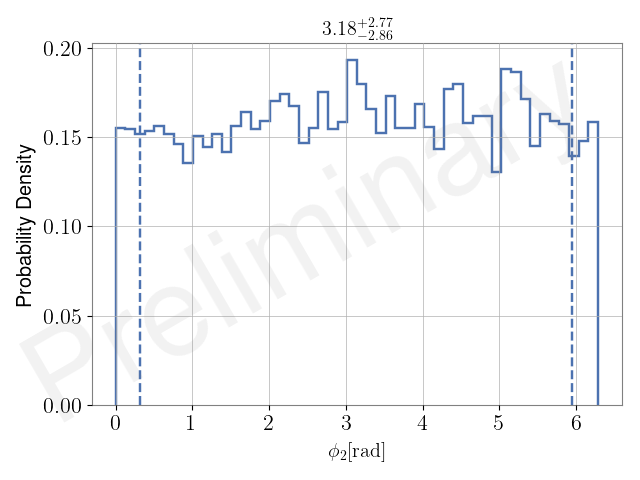 3.18^{+2.77}_{-2.86}
0.20
0.15
0.10
0.05
0.00
Probability Density
Preliminary
0 1 2 3 4 5 6
ϕ₂[rad]